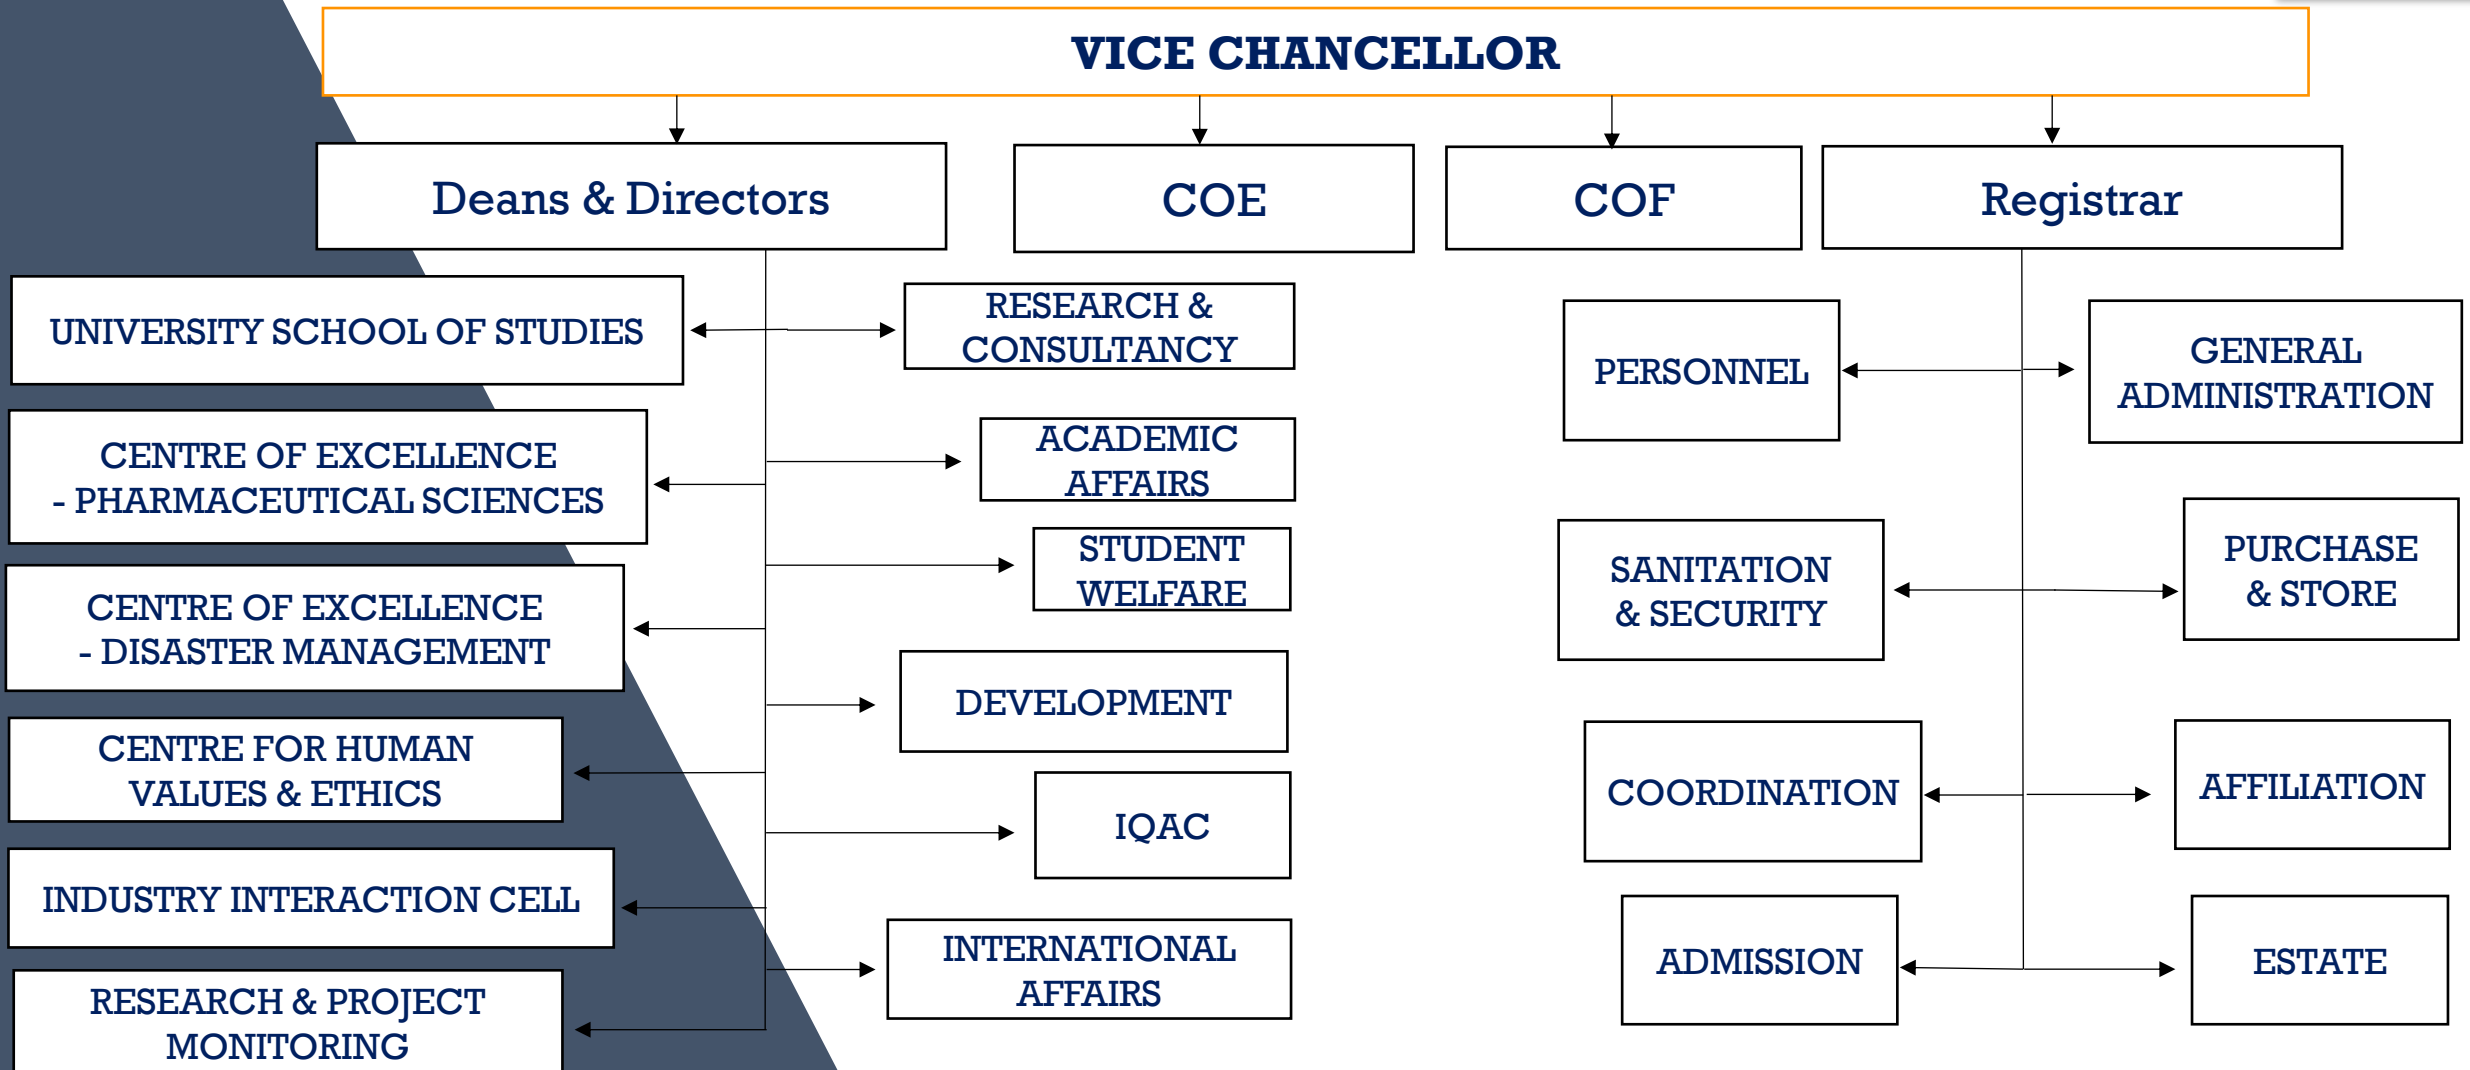 VICE CHANCELLOR
Deans & Directors
COE
COF
Registrar
UNIVERSITY SCHOOL OF STUDIES
CENTRE OF EXCELLENCE
- PHARMACEUTICAL SCIENCES
CENTRE OF EXCELLENCE
- DISASTER MANAGEMENT
CENTRE FOR HUMAN
VALUES & ETHICS
INDUSTRY INTERACTION CELL
RESEARCH & PROJECT
MONITORING
RESEARCH &
CONSULTANCY
ACADEMIC
AFFAIRS
STUDENT
WELFARE
DEVELOPMENT
IQAC
INTERNATIONAL
AFFAIRS
PERSONNEL
SANITATION
& SECURITY
COORDINATION
ADMISSION
GENERAL
ADMINISTRATION
PURCHASE
& STORE
AFFILIATION
ESTATE